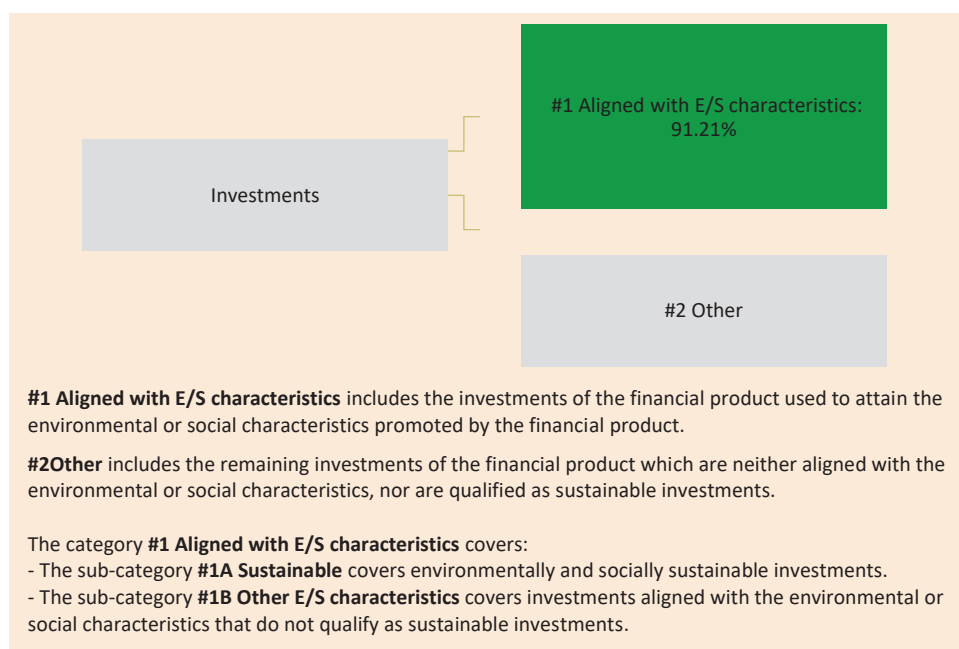 #1 Aligned with E/S characteristics:
91.21%
Investments
#2 Other
#1 Aligned with E/S characteristics includes the investments of the financial product used to attain the
environmental or social characteristics promoted by the financial product.
#2Other includes the remaining investments of the financial product which are neither aligned with the
environmental or social characteristics, nor are qualified as sustainable investments.
The category #1 Aligned with E/S characteristics covers:
- The sub-category #1A Sustainable covers environmentally and socially sustainable investments.
- The sub-category #1B Other E/S characteristics covers investments aligned with the environmental or
social characteristics that do not qualify as sustainable investments.